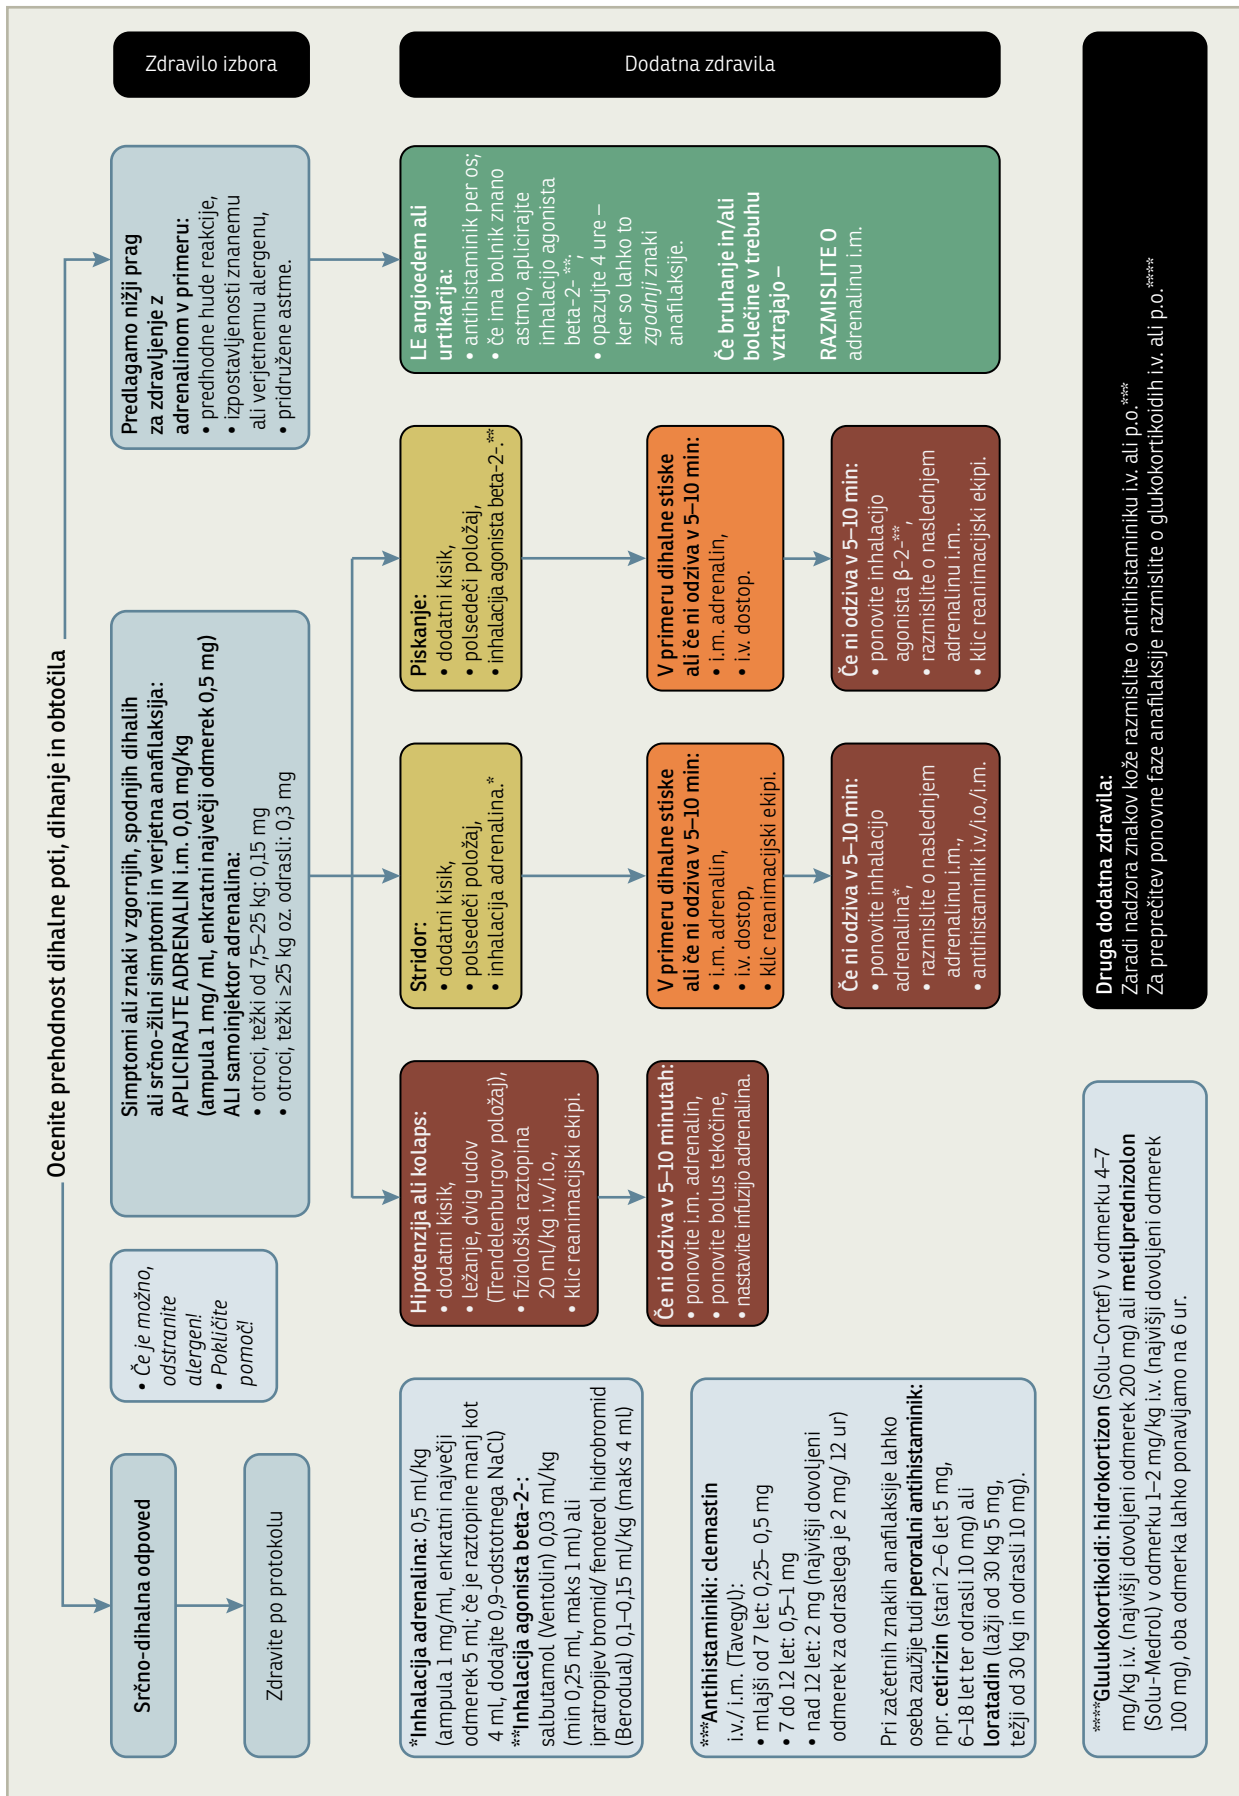 Ocenite prehodnost dihalne poti, dihanje in obtočila
Srčno-dihalna odpoved
Zdravite po protokolu
• Če je možno,
odstranite
alergen!
• Pokličite
pomoč!
Simptomi ali znaki v zgornjih, spodnjih dihalih
ali srčno-žilni simptomi in verjetna anafilaksija:
APLICIRAJTE ADRENALIN i.m. 0,01 mg/kg
(ampula 1 mg/ ml, enkratni največji odmerek 0,5 mg)
ALI samoinjektor adrenalina:
• otroci, težki od 7,5–25 kg: 0,15 mg
• otroci, težki ≥25 kg oz. odrasli: 0,3 mg
Predlagamo nižji prag
za zdravljenje z
adrenalinom v primeru:
• predhodne hude reakcije,
• izpostavljenosti znanemu
ali verjetnemu alergenu,
• pridružene astme.
Zdravilo izbora
Hipotenzija ali kolaps:
• dodatni kisik,
• ležanje, dvig udov
(Trendelenburgov položaj),
• fiziološka raztopina
20 ml/kg i.v./i.o.,
• klic reanimacijski ekipi.
Če ni odziva v 5–10 minutah:
• ponovite i.m. adrenalin,
• ponovite bolus tekočine,
• nastavite infuzijo adrenalina.
Stridor:
• dodatni kisik,
• polsedeči položaj,
• inhalacija adrenalina.*
V primeru dihalne stiske
ali če ni odziva v 5–10 min:
• i.m. adrenalin,
• i.v. dostop,
• klic reanimacijski ekipi.
Če ni odziva v 5–10 min:
• ponovite inhalacijo
adrenalina*,
• razmislite o naslednjem
adrenalinu i.m.,
• antihistaminik i.v./i.o./i.m.
Piskanje:
• dodatni kisik,
• polsedeči položaj,
• inhalacija agonista beta-2-.**
V primeru dihalne stiske
ali če ni odziva v 5–10 min:
• i.m. adrenalin,
• i.v. dostop.
Če ni odziva v 5–10 min:
• ponovite inhalacijo
agonista β-2-**,
• razmislite o naslednjem
adrenalinu i.m..
• klic reanimacijski ekipi.
LE angioedem ali
urtikarija:
• antihistaminik per os;
• če ima bolnik znano
astmo, aplicirajte
inhalacijo agonista
beta-2- **,
• opazujte 4 ure –
ker so lahko to
zgodnji znaki
anafilaksije.
Če bruhanje in/ali
bolečine v trebuhu
vztrajajo –
RAZMISLITE O
adrenalinu i.m.
Dodatna zdravila
*Inhalacija adrenalina: 0,5 ml/kg
(ampula 1 mg/ml, enkratni največji
odmerek 5 ml; če je raztopine manj kot
4 ml, dodajte 0,9-odstotnega NaCl)
**Inhalacija agonista beta-2-:
salbutamol (Ventolin) 0,03 ml/kg
(min 0,25 ml, maks 1 ml) ali
ipratropijev bromid/ fenoterol hidrobromid
(Berodual) 0,1–0,15 ml/kg (maks 4 ml)
***Antihistaminiki: clemastin
i.v./ i.m. (Tavegyl):
• mlajši od 7 let: 0,25– 0,5 mg
• 7 do 12 let: 0,5–1 mg
• nad 12 let: 2 mg (najvišji dovoljeni
odmerek za odraslega je 2 mg/ 12 ur)
Pri začetnih znakih anafilaksije lahko
oseba zaužije tudi peroralni antihistaminik:
npr. cetirizin (stari 2–6 let 5 mg,
6–18 let ter odrasli 10 mg) ali
loratadin (lažji od 30 kg 5 mg,
težji od 30 kg in odrasli 10 mg).
****Glulukokortikoidi: hidrokortizon (Solu-Cortef) v odmerku 4–7
mg/kg i.v. (najvišji dovoljeni odmerek 200 mg) ali metilprednizolon
(Solu-Medrol) v odmerku 1–2 mg/kg i.v. (najvišji dovoljeni odmerek
100 mg), oba odmerka lahko ponavljamo na 6 ur.
Druga dodatna zdravila:
Zaradi nadzora znakov kože razmislite o antihistaminiku i.v. ali p.o.***
Za preprečitev ponovne faze anafilaksije razmislite o glukokortikoidih i.v. ali p.o.****